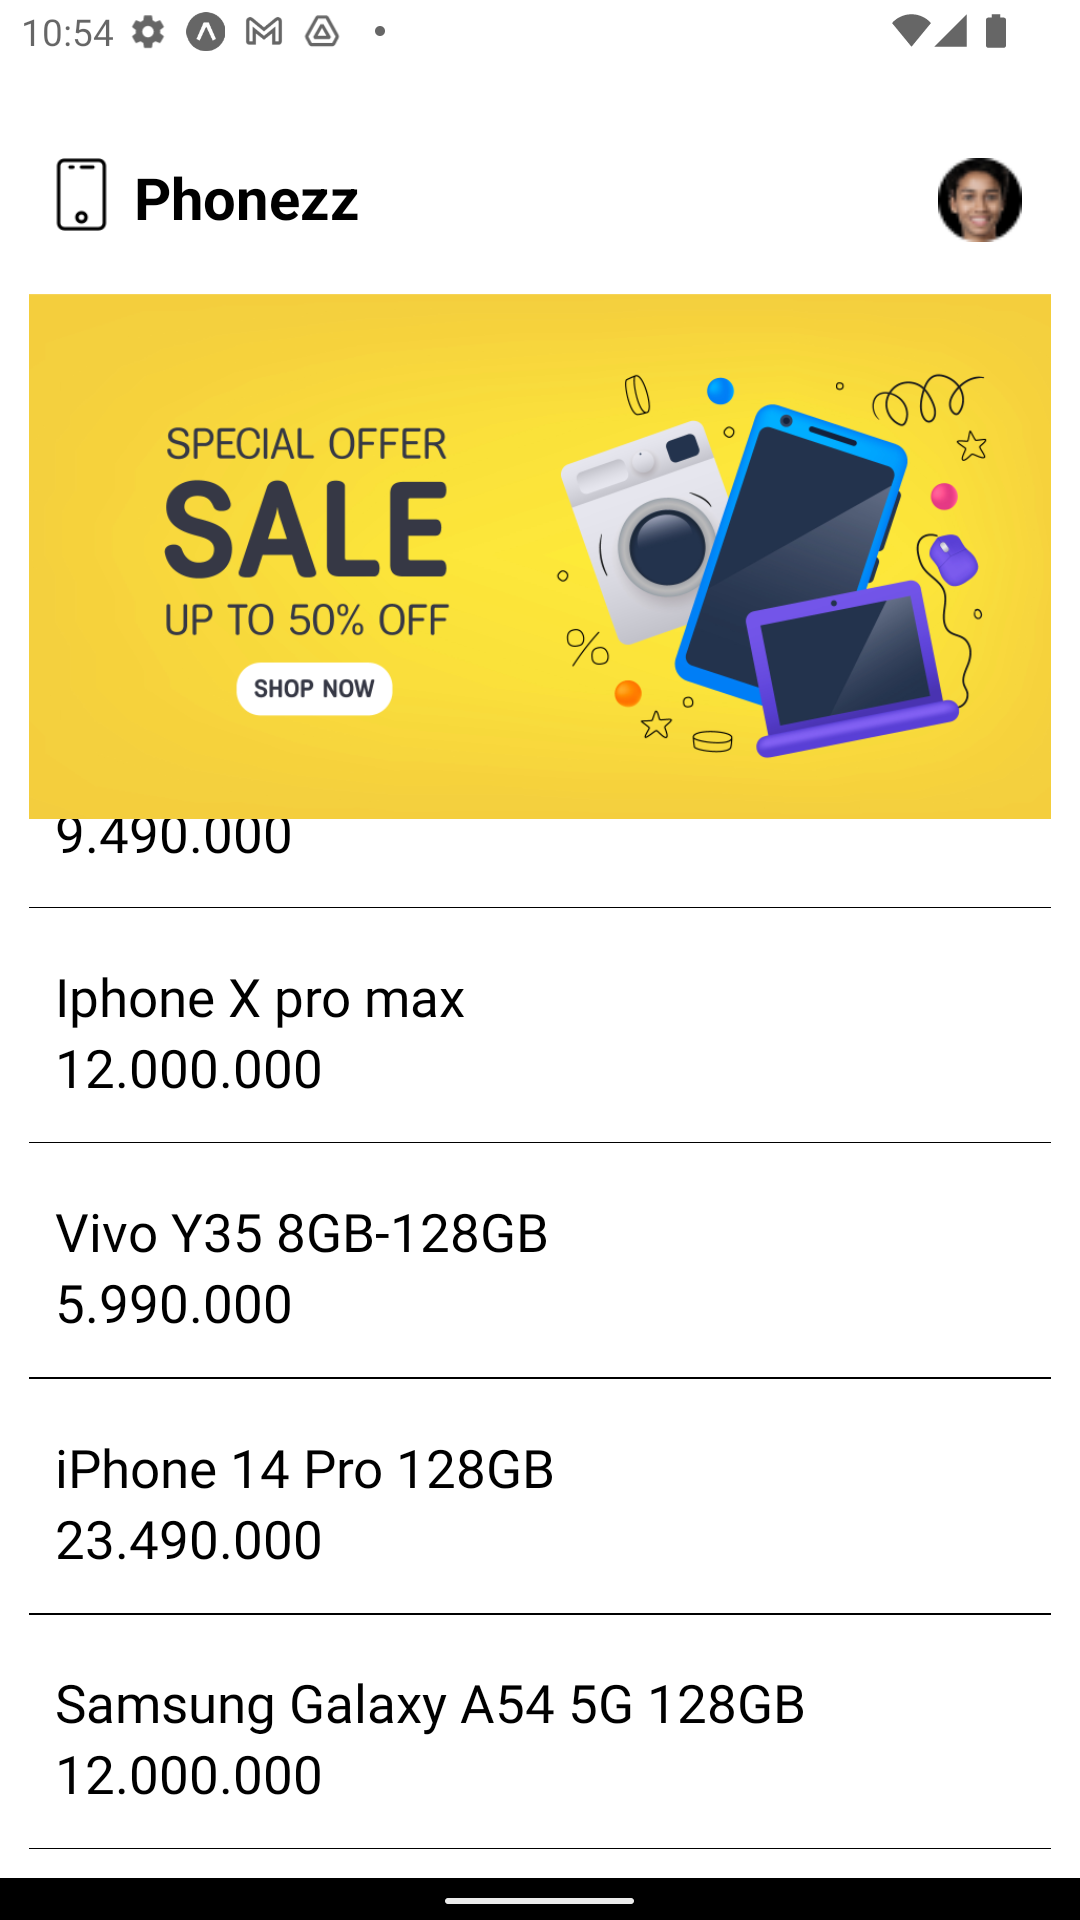 10:54
Phonezz
SPECIAL OFFER
SALE
UP TO 50% OFF
SHOP NOW
9.490.000
Iphone X pro max
12.000.000
Vivo Y35 8GB-128GB
5.990.000
iPhone 14 Pro 128GB
23.490.000
Samsung Galaxy A54 5G 128GB
12.000.000